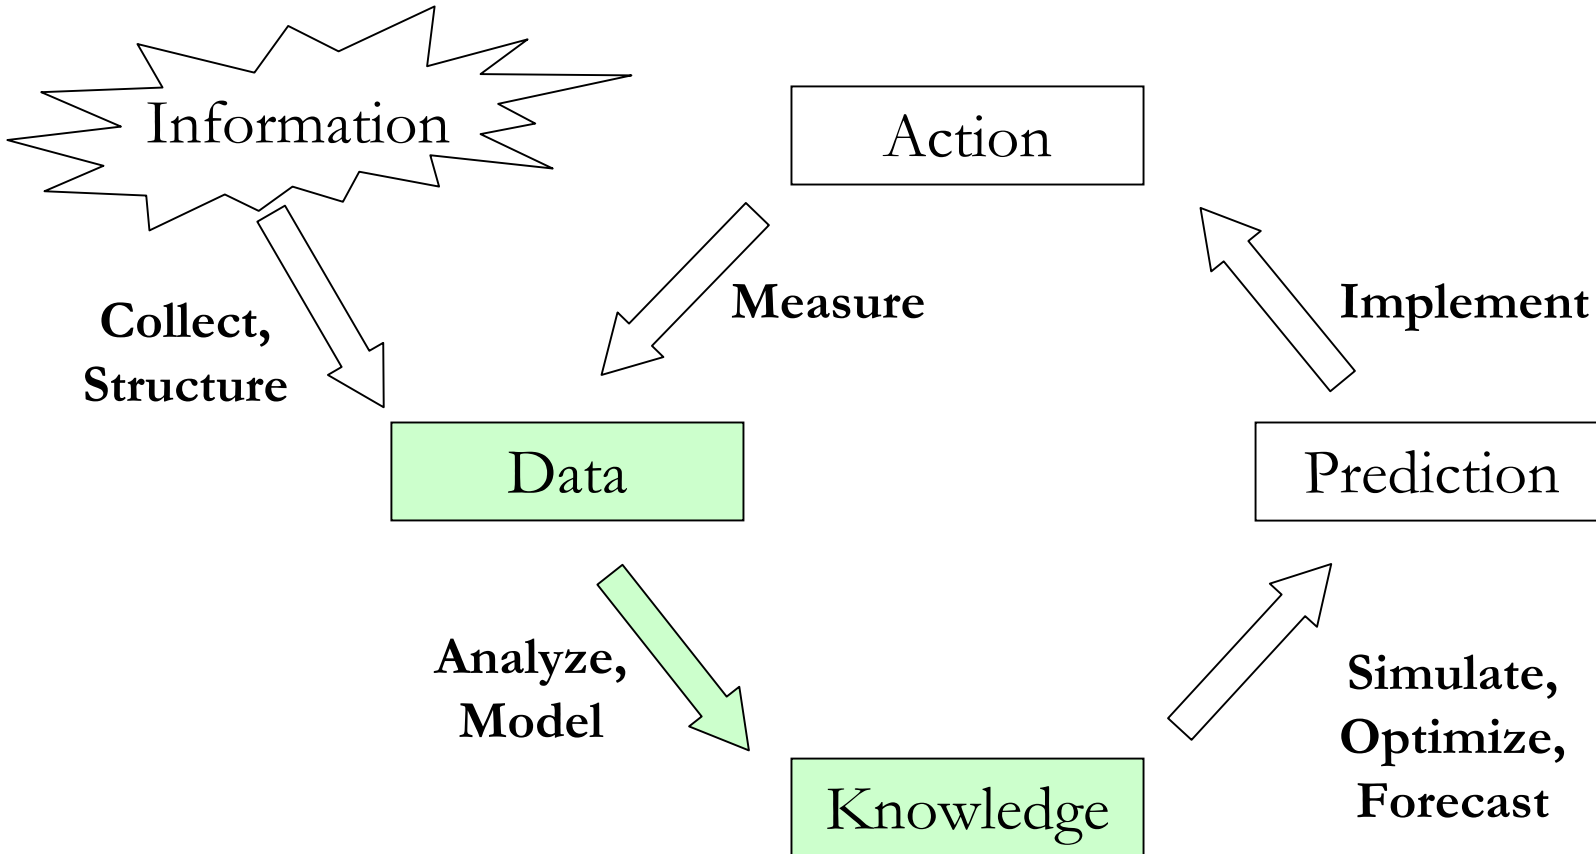 Information
Action
Collect,
Structure
Measure
Implement
Data
Prediction
Analyze,
Model
Simulate,
Optimize,
Forecast
Knowledge